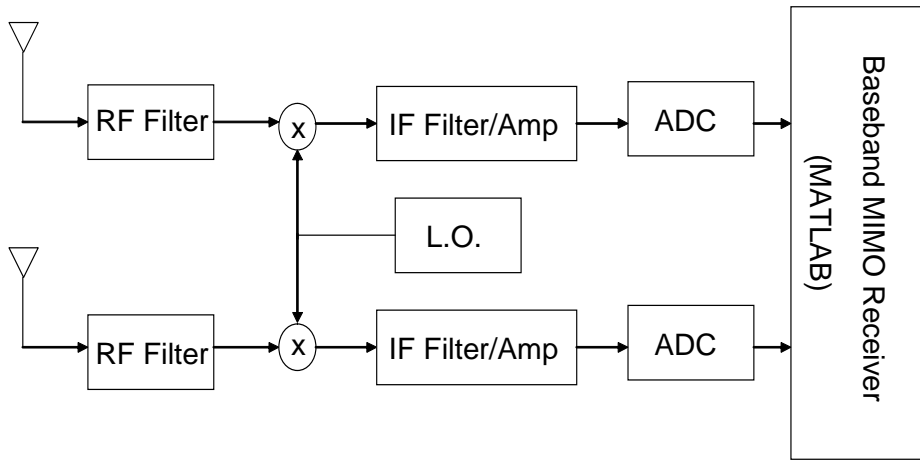 RF Filter
x
IF Filter/Amp
ADC
L.O.
RF Filter
x
IF Filter/Amp
ADC
Baseband MIMO Receiver
(MATLAB)